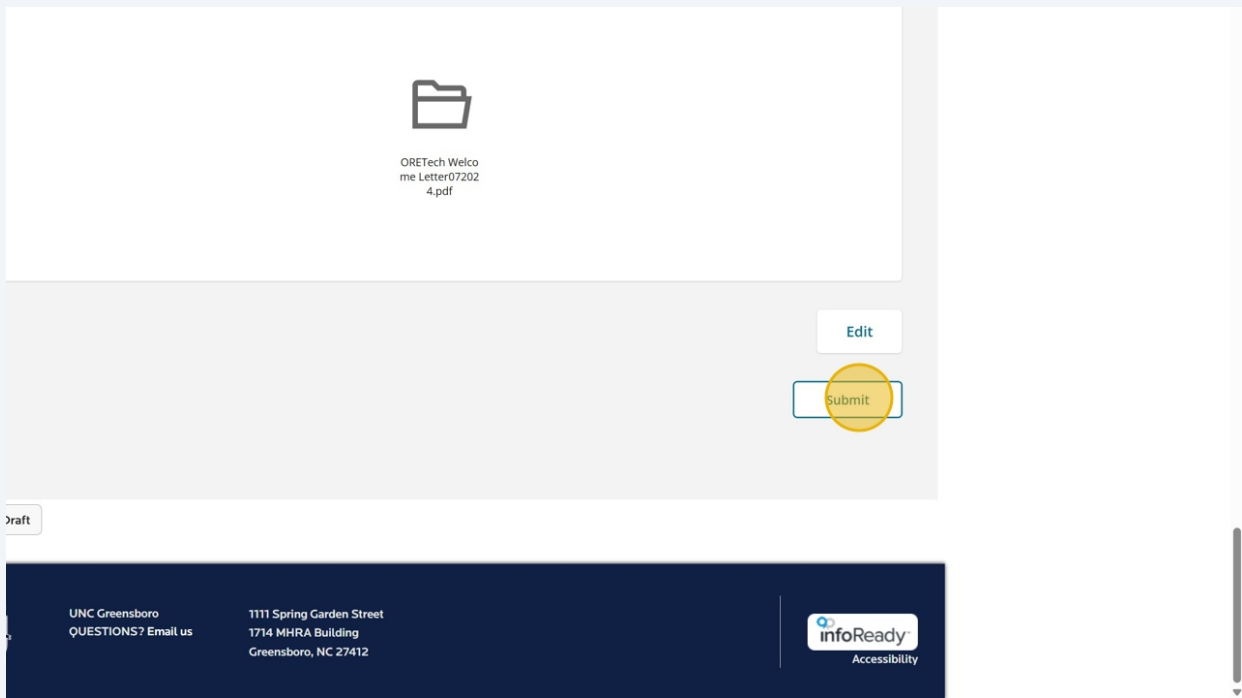 ORETech Welco
me Letter07202
4.pdf
Edit
Submit
Draft
UNC Greensboro
QUESTIONS? Email us
1111 Spring Garden Street
1714 MHRA Building
Greensboro, NC 27412
infoReady
Accessibility